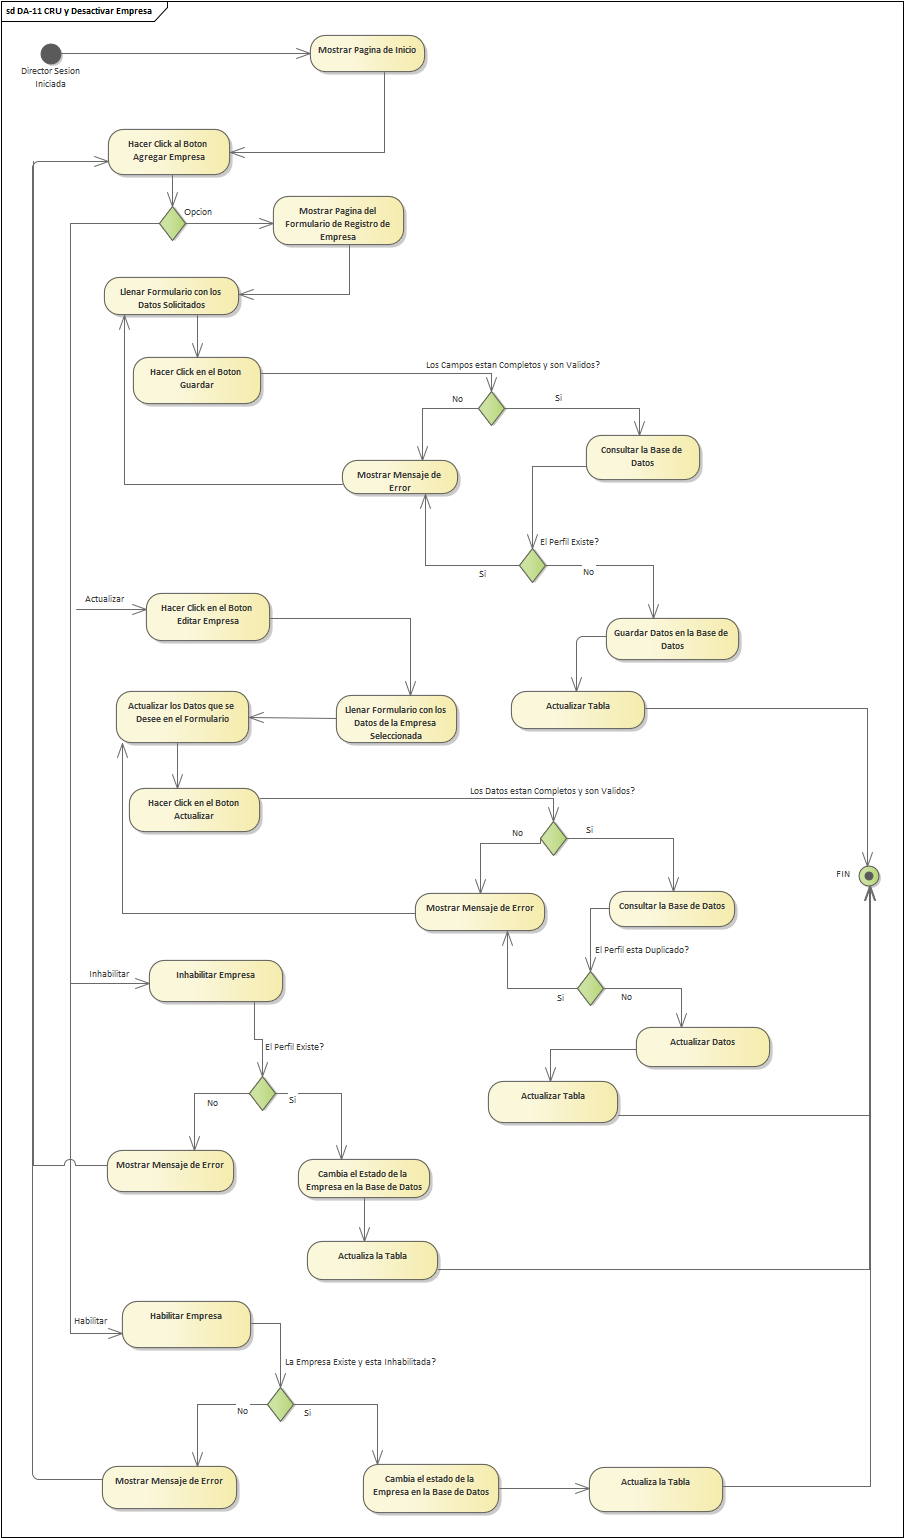 sd DA-11 CRU y Desactivar Empresa
Director Sesion
Iniciada
Mostrar Pagina de Inicio
Hacer Click al Boton
Agregar Empresa
Opcion
Mostrar Pagina del
Formulario de Registro de
Empresa
Llenar Formulario con los
Datos Solicitados
Hacer Click en el Boton
Guardar
Los Campos estan Completos y son Validos?
No
Si
Consultar la Base de
Datos
Mostrar Mensaje de
Error
El Perfil Existe?
Si
No
Actualizar
Hacer Click en el Boton
Editar Empresa
Guardar Datos en la Base de
Datos
Actualizar los Datos que se
Desee en el Formulario
Llenar Formulario con los
Datos de la Empresa
Seleccionada
Actualizar Tabla
Hacer Click en el Boton
Actualizar
Los Datos estan Completos y son Validos?
No
Si
FIN
Mostrar Mensaje de Error
Consultar la Base de Datos
El Perfil esta Duplicado?
Si
No
Inhabilitar
Inhabilitar Empresa
Actualizar Datos
El Perfil Existe?
No
Si
Actualizar Tabla
Mostrar Mensaje de Error
Cambia el Estado de la
Empresa en la Base de Datos
Actualiza la Tabla
Habilitar
Habilitar Empresa
La Empresa Existe y esta Inhabilitada?
No
Si
Mostrar Mensaje de Error
Cambia el estado de la
Empresa en la Base de Datos
Actualiza la Tabla